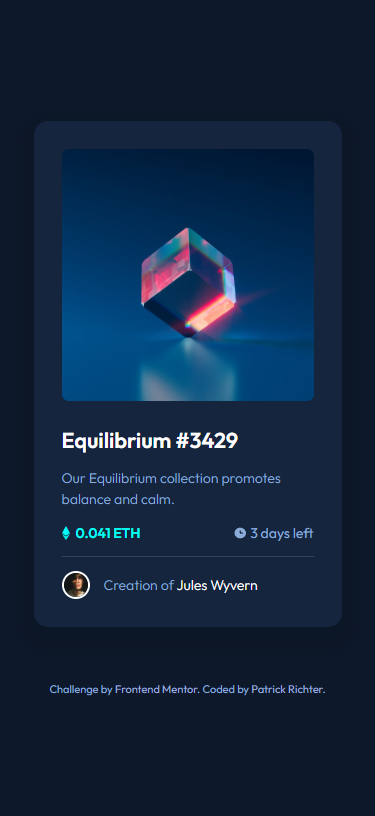 Equilibrium #3429
Our Equilibrium collection promotes
balance and calm.
0.041 ETH
3 days left
Creation of Jules Wyvern
Challenge by Frontend Mentor. Coded by Patrick Richter.